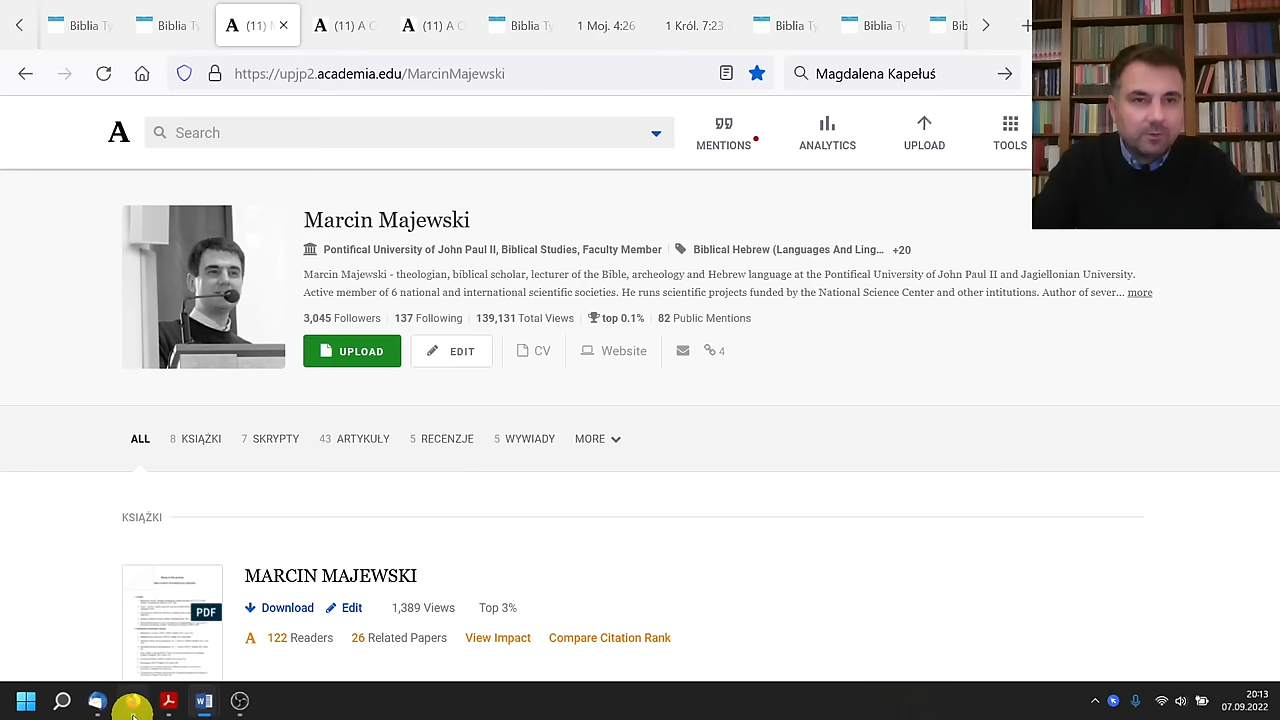 Biblia Ty
Biblia Ty
(11)
(11) A C
(11) A C
Biblia Ty
1 Moj. 4:26
1 Król. 7:23
Biblia Ty
Biblia Ty
Bib
https://upjp2.academia.edu/MarcinMajewski
Magdalena Kapełuś
A
Search
MENTIONS
ANALYTICS
UPLOAD
TOOLS
Marcin Majewski
Pontifical University of John Paul II, Biblical Studies, Faculty Member
Biblical Hebrew (Languages And Ling... +20
Marcin Majewski - theologian, biblical scholar, lecturer of the Bible, archeology and Hebrew language at the Pontifical University of John Paul II and Jagiellonian University.
Active member of 6 national and international scientific societies. He runs scientific projects funded by the National Science Center and other intitutions. Author of sever... more
3,045 Followers 137 Following 139,131 Total Views top 0.1% 82 Public Mentions
UPLOAD
EDIT
CV
Website
4
ALL 8 KSIĄŻKI 7 SKRYPTY 43 ARTYKUŁY 5 RECENZJE 5 WYWIADY MORE
KSIĄŻKI
MARCIN MAJEWSKI
PDF
Download Edit Top 3%
122 Readers 26 Related Papers View Impact Compare Citation Rank
20:13
07.09.2022